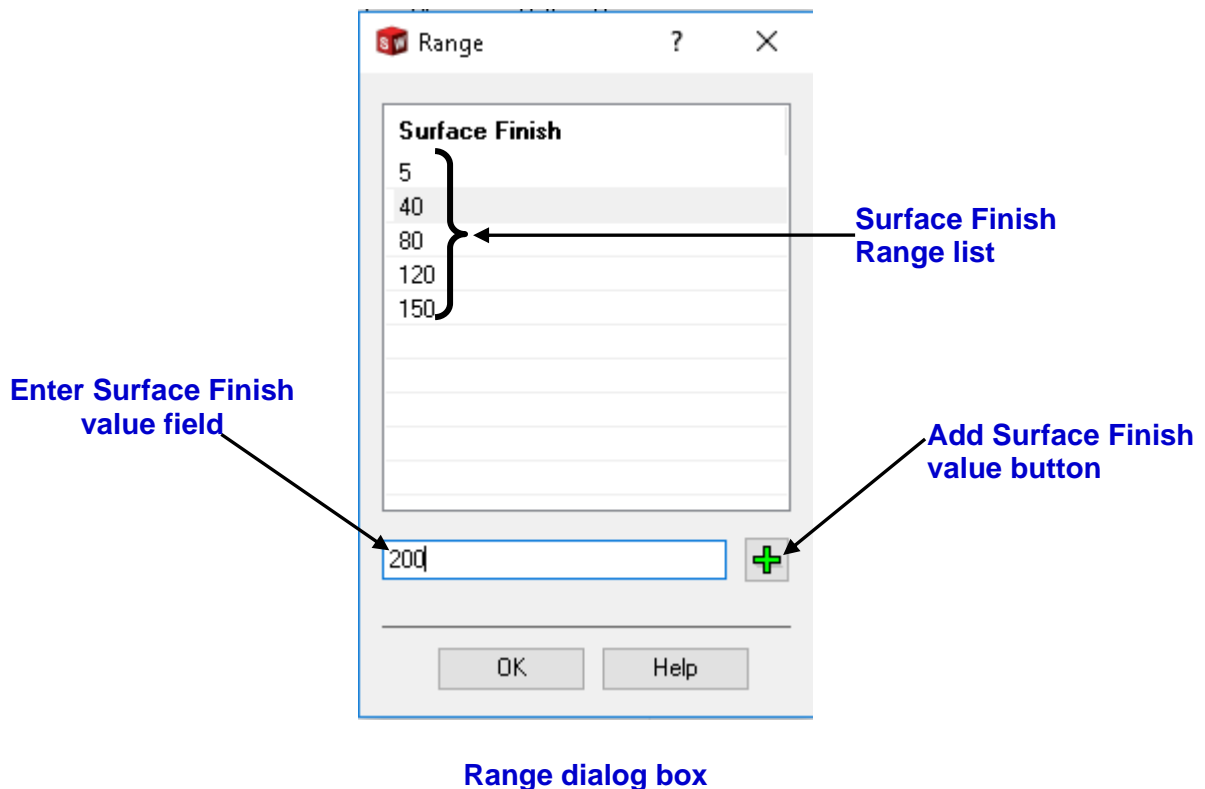 SW Range ?
Surface Finish
5
40
80
120
150
Surface Finish
Range list
Enter Surface Finish
value field
Add Surface Finish
value button
200
OK Help
Range dialog box